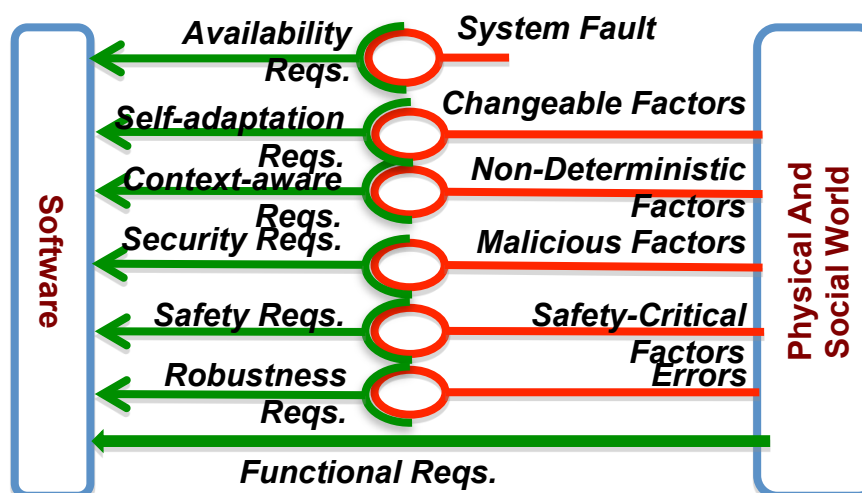 Software
Availability
Reqs.
System Fault
Self-adaptation
Reqs.
Changeable Factors
Context-aware
Reqs.
Non-Deterministic
Factors
Security Reqs.
Malicious Factors
Safety Reqs.
Safety-Critical
Factors
Robustness
Reqs.
Errors
Functional Reqs.
Physical And
Social World